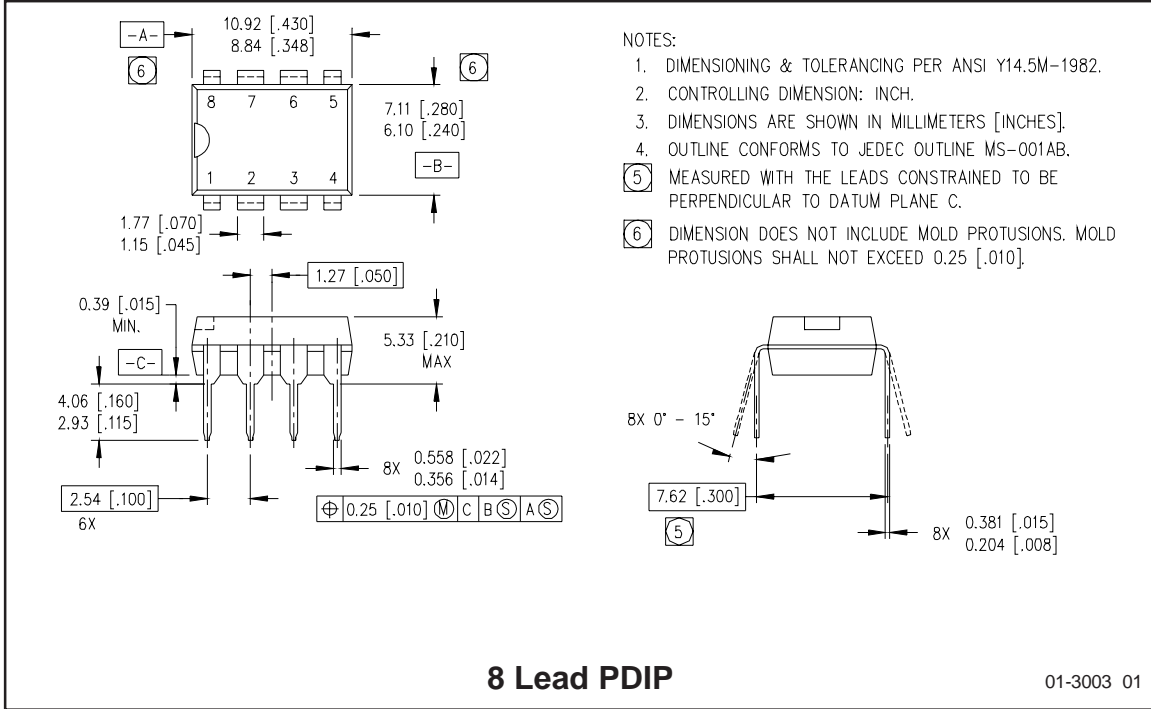 -A-
10.92 [.430]
8.84 [.348]
6
6
8 7 6 5
7.11 [.280]
6.10 [.240]
-B-
1 2 3 4
1.77 [.070]
1.15 [.045]
1.27 [.050]
0.39 [.015]
MIN.
-C-
5.33 [.210]
MAX
4.06 [.160]
2.93 [.115]
2.54 [.100]
6X
8X 0.558 [.022]
0.356 [.014]
⌖ 0.25 [.010] Ⓜ C B Ⓢ A Ⓢ
NOTES:
1. DIMENSIONING & TOLERANCING PER ANSI Y14.5M-1982.
2. CONTROLLING DIMENSION: INCH.
3. DIMENSIONS ARE SHOWN IN MILLIMETERS [INCHES].
4. OUTLINE CONFORMS TO JEDEC OUTLINE MS-001AB.
5 MEASURED WITH THE LEADS CONSTRAINED TO BE
PERPENDICULAR TO DATUM PLANE C.
6 DIMENSION DOES NOT INCLUDE MOLD PROTUSIONS. MOLD
PROTUSIONS SHALL NOT EXCEED 0.25 [.010].
8X 0° - 15°
7.62 [.300]
5
8X 0.381 [.015]
0.204 [.008]
8 Lead PDIP
01-3003 01